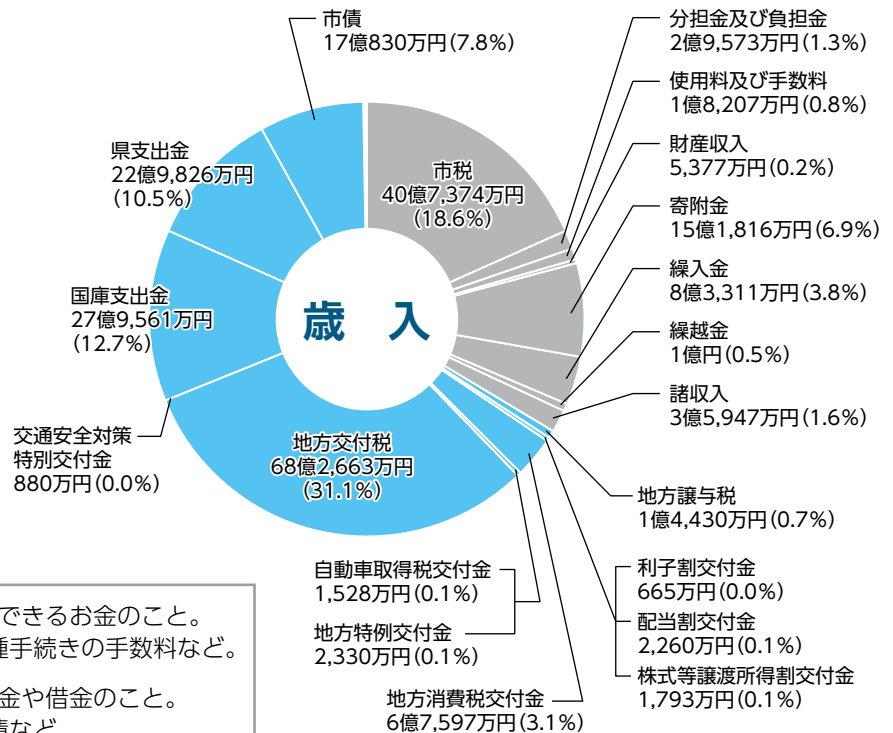 市債
17億830万円(7.8%)
分担金及び負担金
2億9,573万円(1.3%)
使用料及び手数料
1億8,207万円(0.8%)
財産収入
5,377万円(0.2%)
寄附金
15億1,816万円(6.9%)
繰入金
8億3,311万円(3.8%)
繰越金
1億円(0.5%)
諸収入
3億5,947万円(1.6%)
地方譲与税
1億4,430万円(0.7%)
利子割交付金
665万円(0.0%)
配当割交付金
2,260万円(0.1%)
株式等譲渡所得割交付金
1,793万円(0.1%)
市税
40億7,374万円
(18.6%)
県支出金
22億9,826万円
(10.5%)
国庫支出金
27億9,561万円
(12.7%)
歳 入
交通安全対策
特別交付金
880万円(0.0%)
地方交付税
68億2,663万円
(31.1%)
自動車取得税交付金
1,528万円(0.1%)
地方特例交付金
2,330万円(0.1%)
地方消費税交付金
6億7,597万円(3.1%)
できるお金のこと。
種手続きの手数料など。
金や借金のこと。